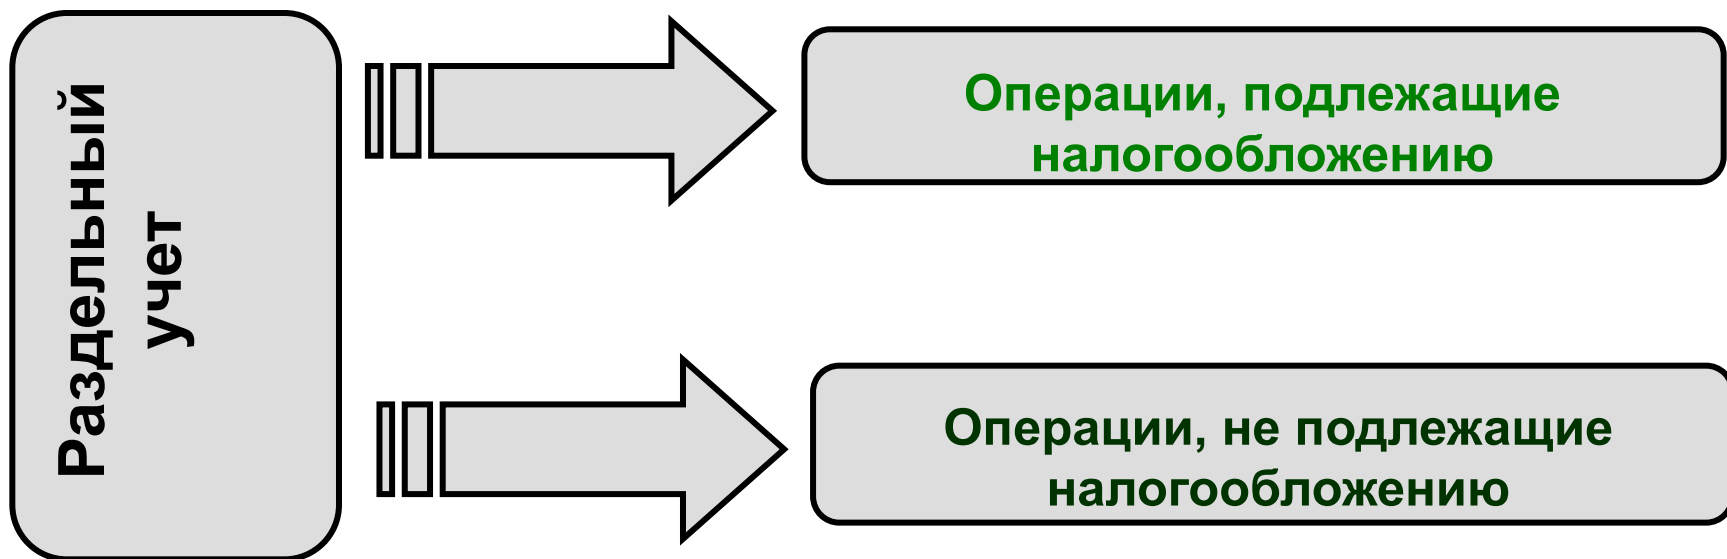 Раздельный
учет
Операции, подлежащие
налогообложению
Операции, не подлежащие
налогообложению